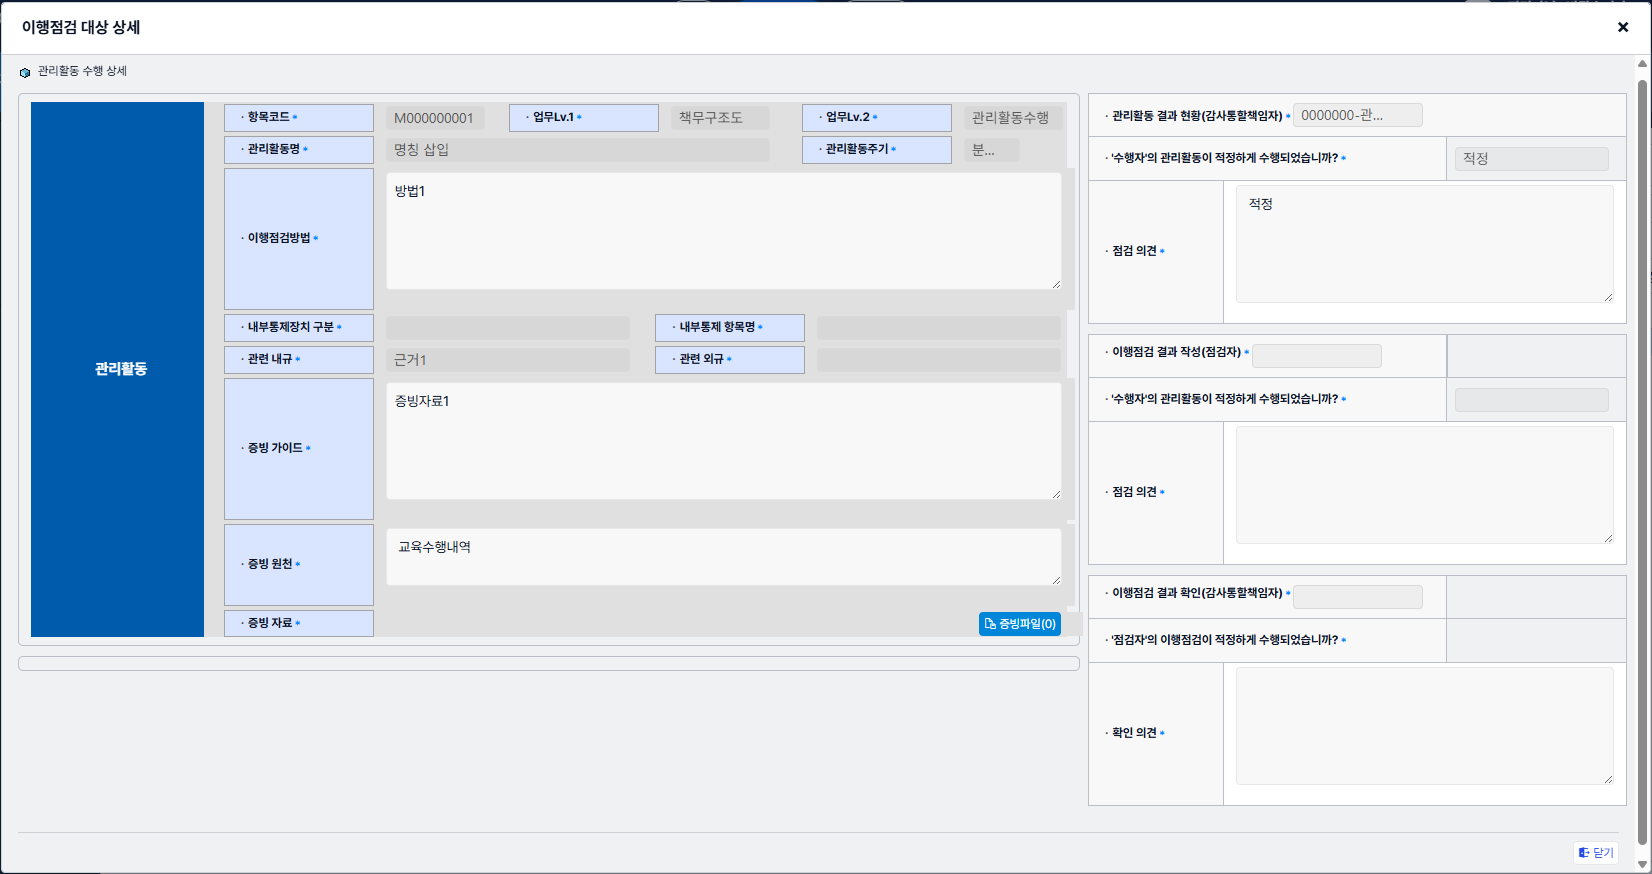 이행점검 대상 상세
관리활동 수행 상세
관리활동
· 항목코드 * M000000001 · 업무Lv.1 * 책무구조도 · 업무Lv.2 * 관리활동수행
· 관리활동명 * 명칭 삽입 · 관리활동주기 * 분...
· 이행점검방법 * 방법1
· 내부통제장치 구분 * · 내부통제 항목명 *
· 관련 내규 * 근거1 · 관련 외규 *
· 증빙 가이드 * 증빙자료1
· 증빙 원천 * 교육수행내역
· 증빙 자료 * 증빙파일(0)
· 관리활동 결과 현황(감사통할책임자) * 0000000-관...
· '수행자'의 관리활동이 적정하게 수행되었습니까? * 적정
· 점검 의견 * 적정
· 이행점검 결과 작성(점검자) *
· '수행자'의 관리활동이 적정하게 수행되었습니까? *
· 점검 의견 *
· 이행점검 결과 확인(감사통할책임자) *
· '점검자'의 이행점검이 적정하게 수행되었습니까? *
· 확인 의견 *
닫기